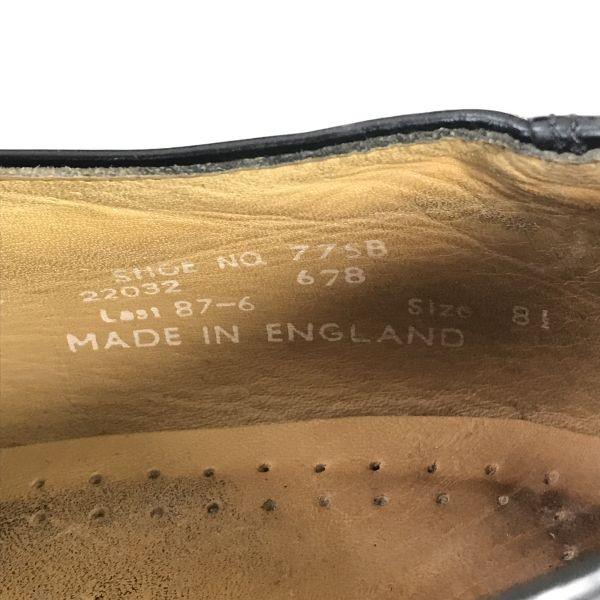 SHOE NO. 775B
22032 678
Last 87-6 Size 8½
MADE IN ENGLAND